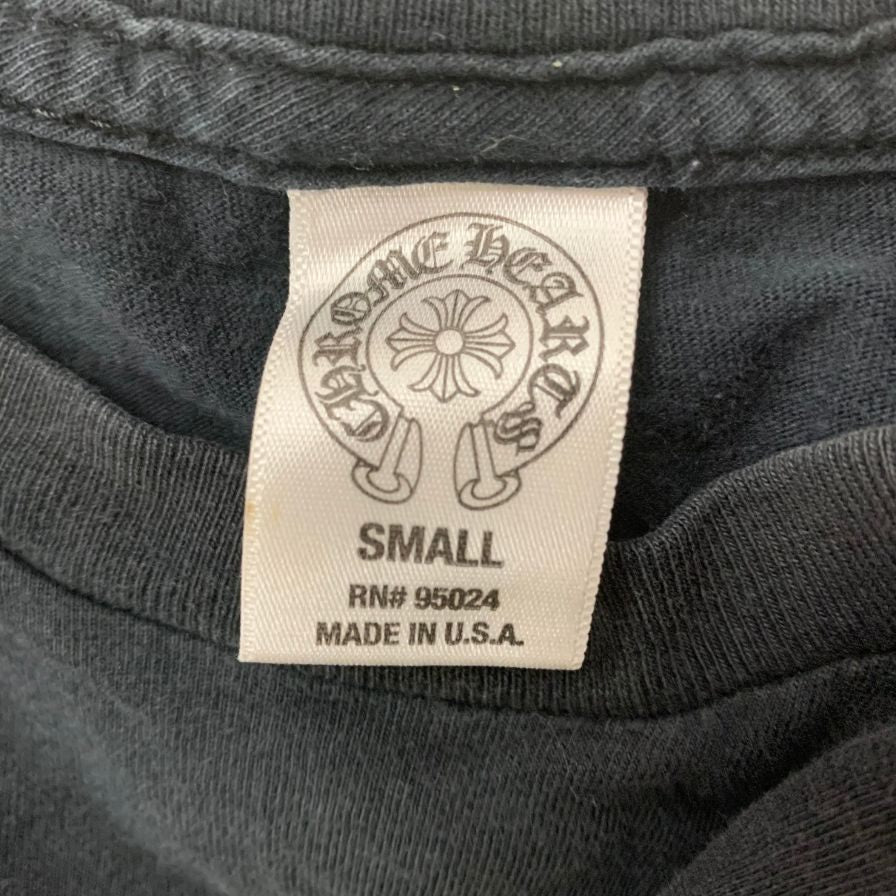 CHROME HEARTS
SMALL
RN# 95024
MADE IN U.S.A.